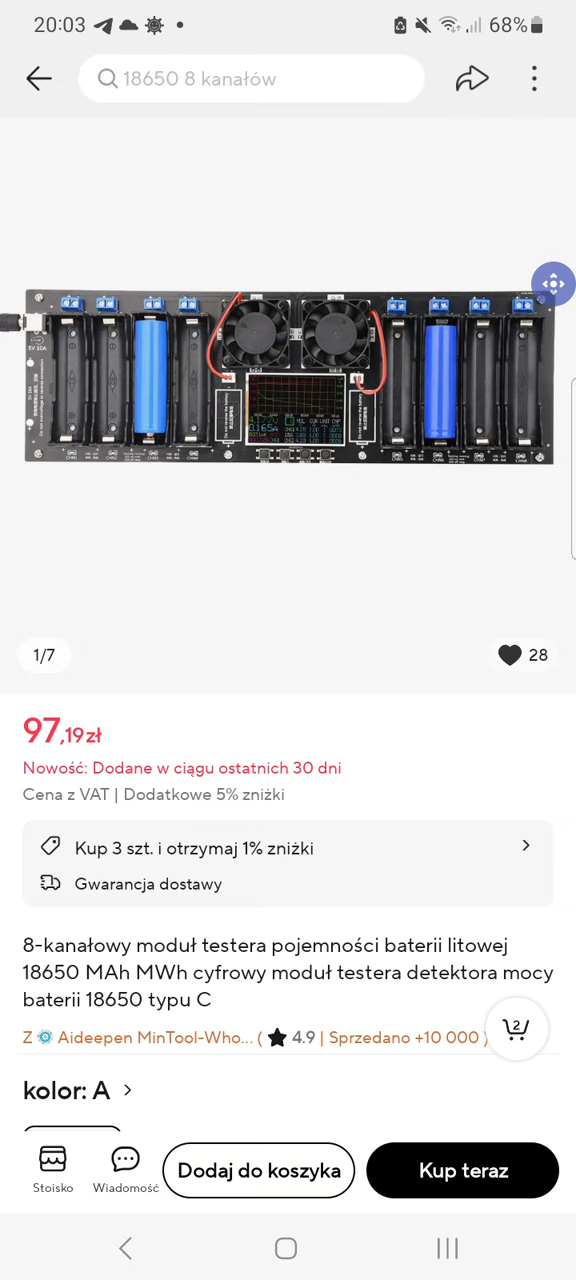 20:03
68%
18650 8 kanałów
5V 10A
1/7
28
97,19zł
Nowość: Dodane w ciągu ostatnich 30 dni
Cena z VAT | Dodatkowe 5% zniżki
Kup 3 szt. i otrzymaj 1% zniżki
Gwarancja dostawy
8-kanałowy moduł testera pojemności baterii litowej
18650 MAh MWh cyfrowy moduł testera detektora mocy
baterii 18650 typu C
Z Aideepen MinTool-Who... ( 4.9 | Sprzedano +10 000 )
2
kolor: A
Stoisko
Wiadomość
Dodaj do koszyka
Kup teraz